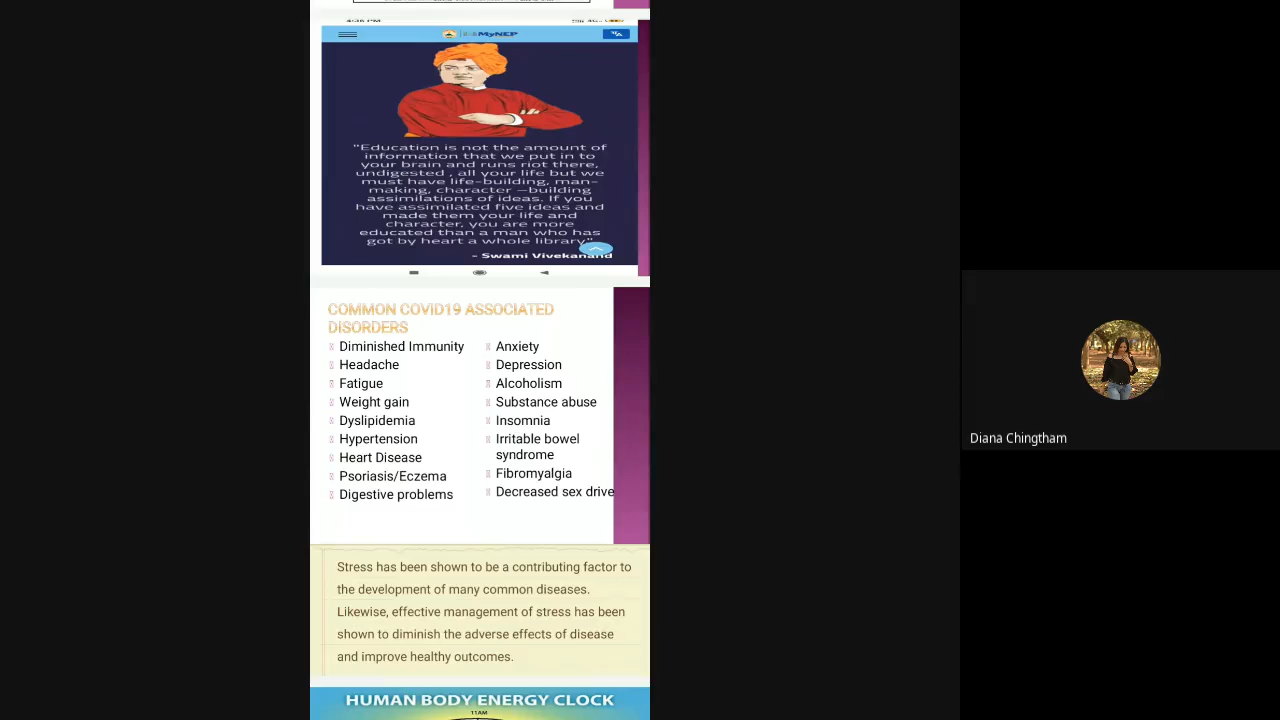 MyNEP
"Education is not the amount of
information that we put in to
your brain and runs riot there,
undigested , all your life but we
must have life-building, man-
making, character —building
assimilations of ideas. If you
have assimilated five ideas and
made them your life and
character, you are more
educated than a man who has
got by heart a whole library"
- Swami Vivekanand
COMMON COVID19 ASSOCIATED
DISORDERS
Diminished Immunity
Headache
Fatigue
Weight gain
Dyslipidemia
Hypertension
Heart Disease
Psoriasis/Eczema
Digestive problems
Anxiety
Depression
Alcoholism
Substance abuse
Insomnia
Irritable bowel
syndrome
Fibromyalgia
Decreased sex drive
Stress has been shown to be a contributing factor to
the development of many common diseases.
Likewise, effective management of stress has been
shown to diminish the adverse effects of disease
and improve healthy outcomes.
HUMAN BODY ENERGY CLOCK
11AM
Diana Chingtham